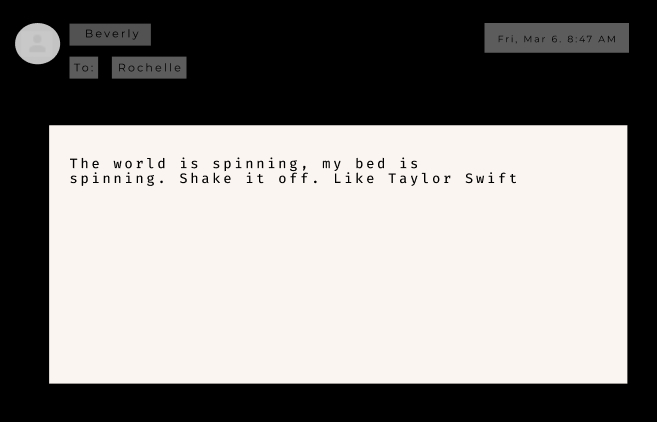 Beverly
Fri, Mar 6. 8:47 AM
To: Rochelle
The world is spinning, my bed is
spinning. Shake it off. Like Taylor Swift